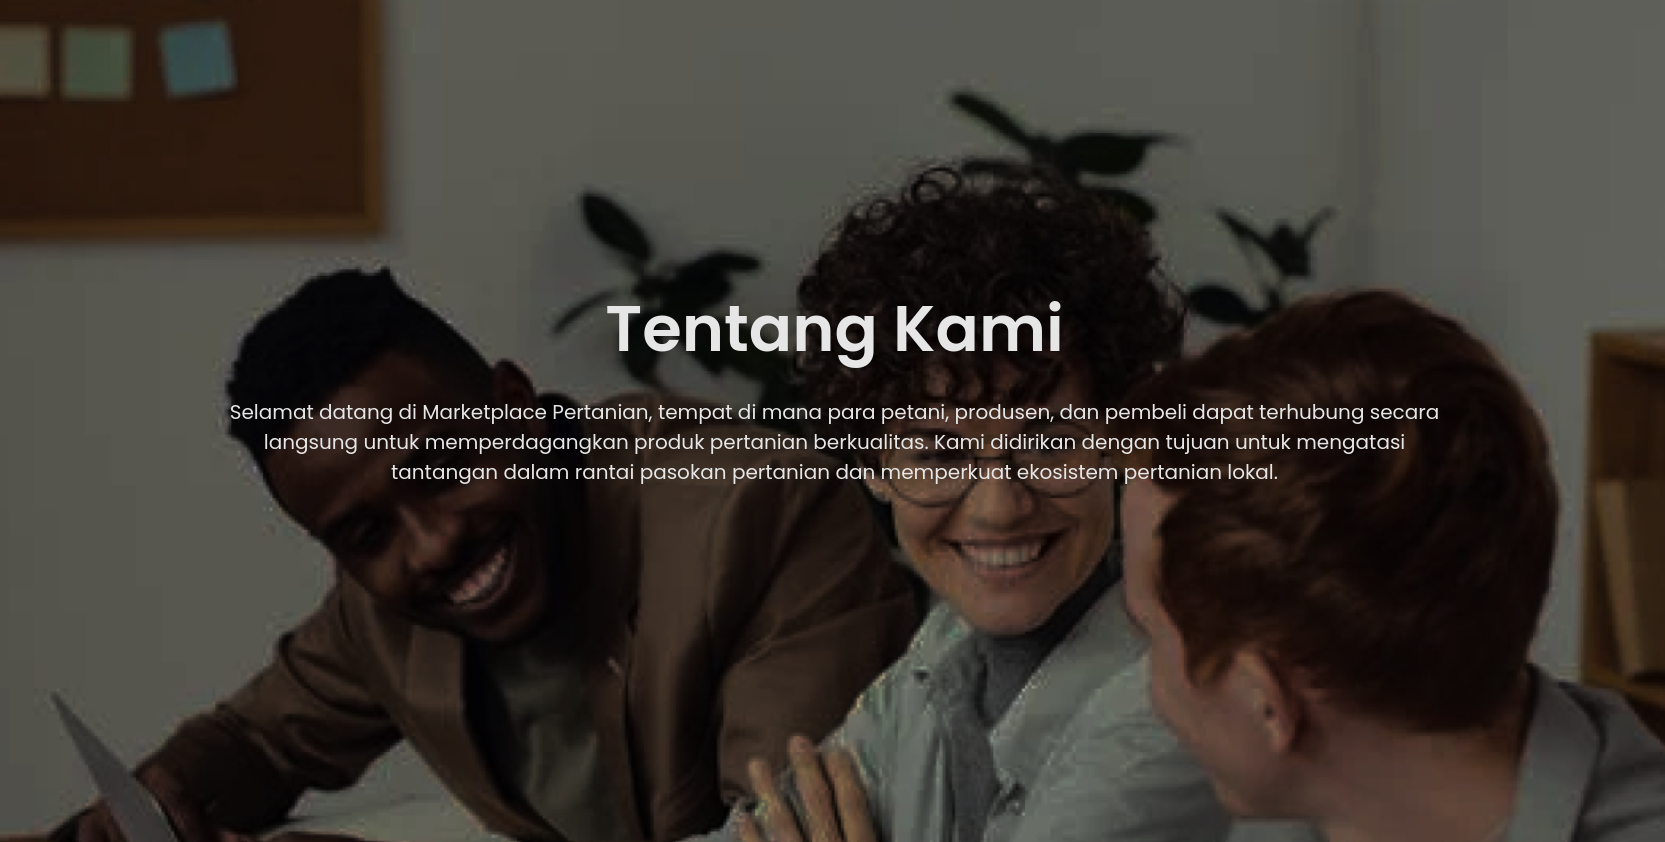 Tentang Kami
Selamat datang di Marketplace Pertanian, tempat di mana para petani, produsen, dan pembeli dapat terhubung secara
langsung untuk memperdagangkan produk pertanian berkualitas. Kami didirikan dengan tujuan untuk mengatasi
tantangan dalam rantai pasokan pertanian dan memperkuat ekosistem pertanian lokal.